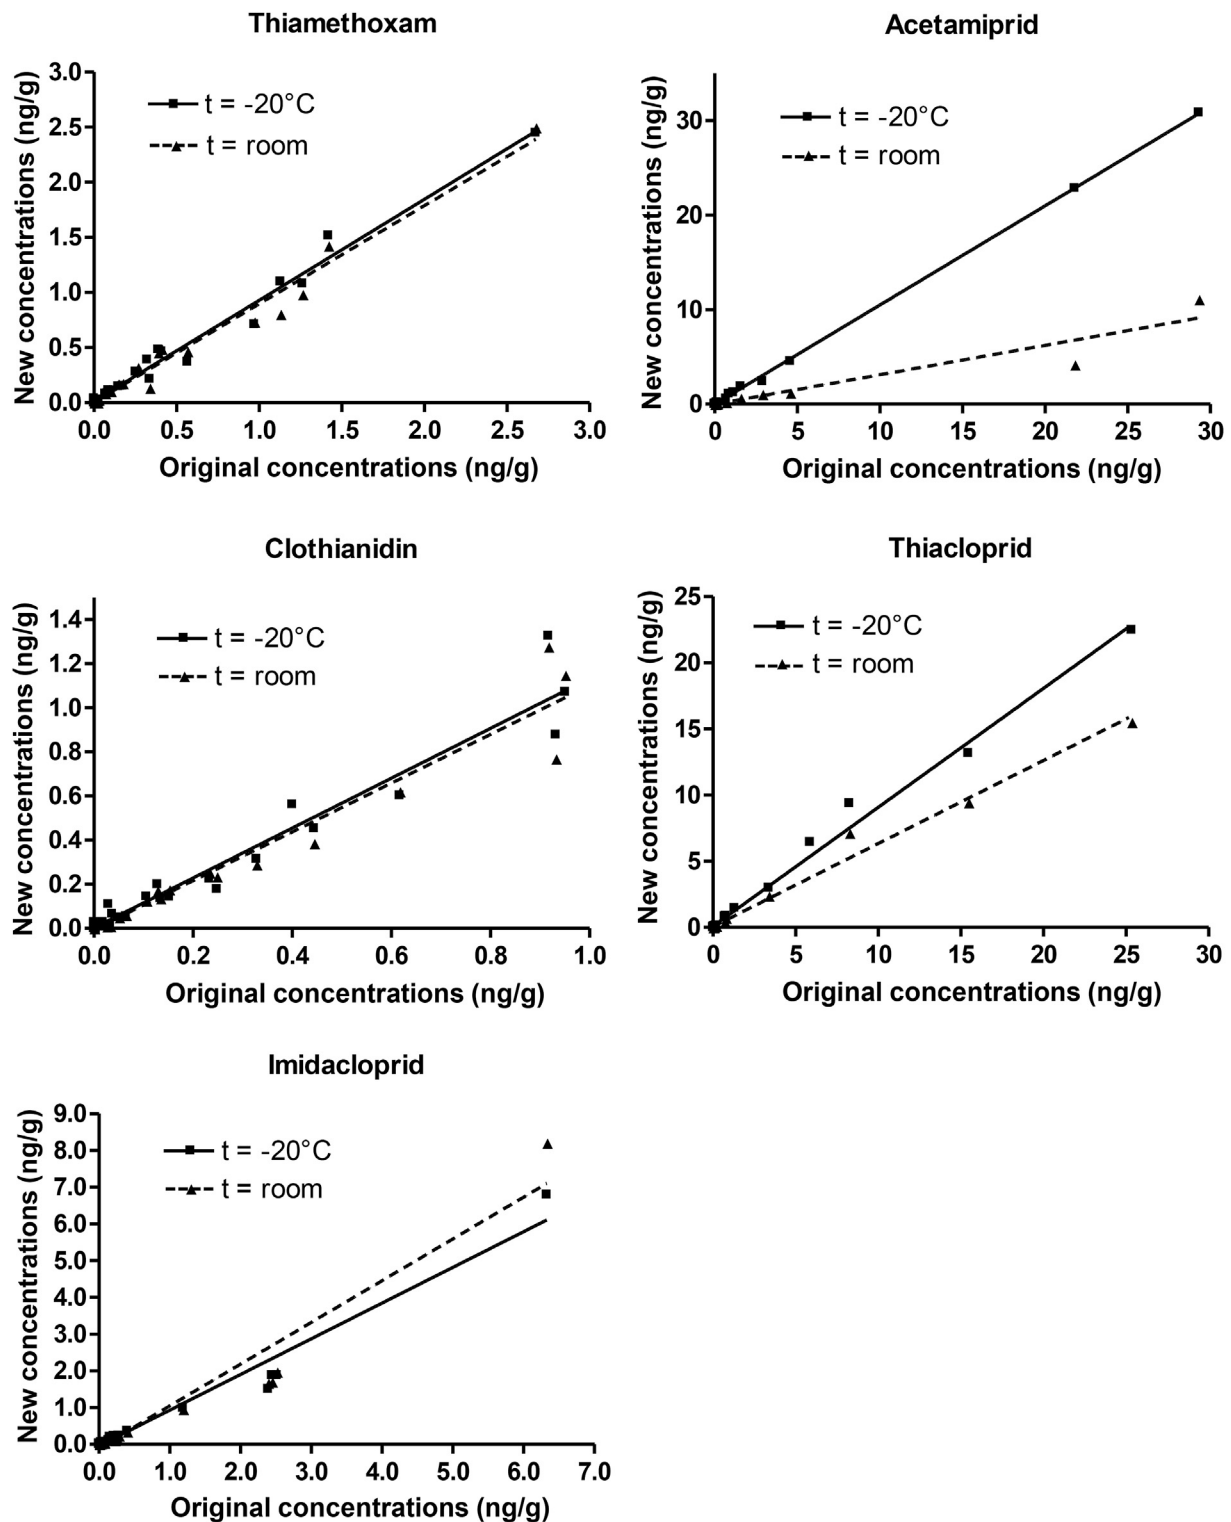 Thiamethoxam
New concentrations (ng/g)
3.0
2.5
2.0
1.5
1.0
0.5
0.0
t = -20°C
t = room
0.0 0.5 1.0 1.5 2.0 2.5 3.0
Original concentrations (ng/g)
Acetamiprid
New concentrations (ng/g)
30
20
10
0
t = -20°C
t = room
0 5 10 15 20 25 30
Original concentrations (ng/g)
Clothianidin
New concentrations (ng/g)
1.4
1.2
1.0
0.8
0.6
0.4
0.2
0.0
t = -20°C
t = room
0.0 0.2 0.4 0.6 0.8 1.0
Original concentrations (ng/g)
Thiacloprid
New concentrations (ng/g)
25
20
15
10
5
0
t = -20°C
t = room
0 5 10 15 20 25 30
Original concentrations (ng/g)
Imidacloprid
New concentrations (ng/g)
9.0
8.0
7.0
6.0
5.0
4.0
3.0
2.0
1.0
0.0
t = -20°C
t = room
0.0 1.0 2.0 3.0 4.0 5.0 6.0 7.0
Original concentrations (ng/g)